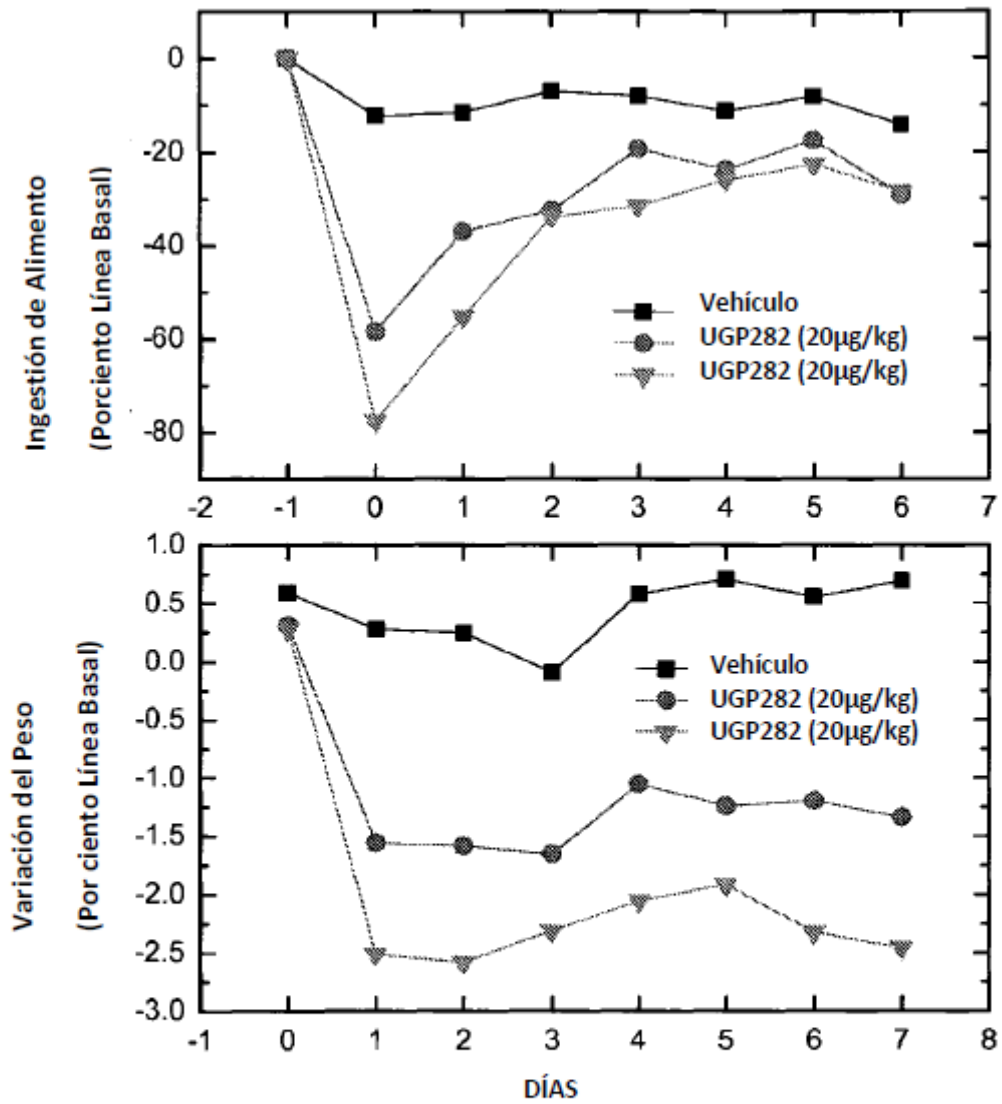 Ingestión de Alimento
(Porciento Línea Basal)
0
-20
-40
-60
-80
Vehículo
UGP282 (20µg/kg)
UGP282 (20µg/kg)
-2 -1 0 1 2 3 4 5 6 7
Variación del Peso
(Por ciento Línea Basal)
1.0
0.5
0.0
-0.5
-1.0
-1.5
-2.0
-2.5
-3.0
Vehículo
UGP282 (20µg/kg)
UGP282 (20µg/kg)
-1 0 1 2 3 4 5 6 7 8
DÍAS